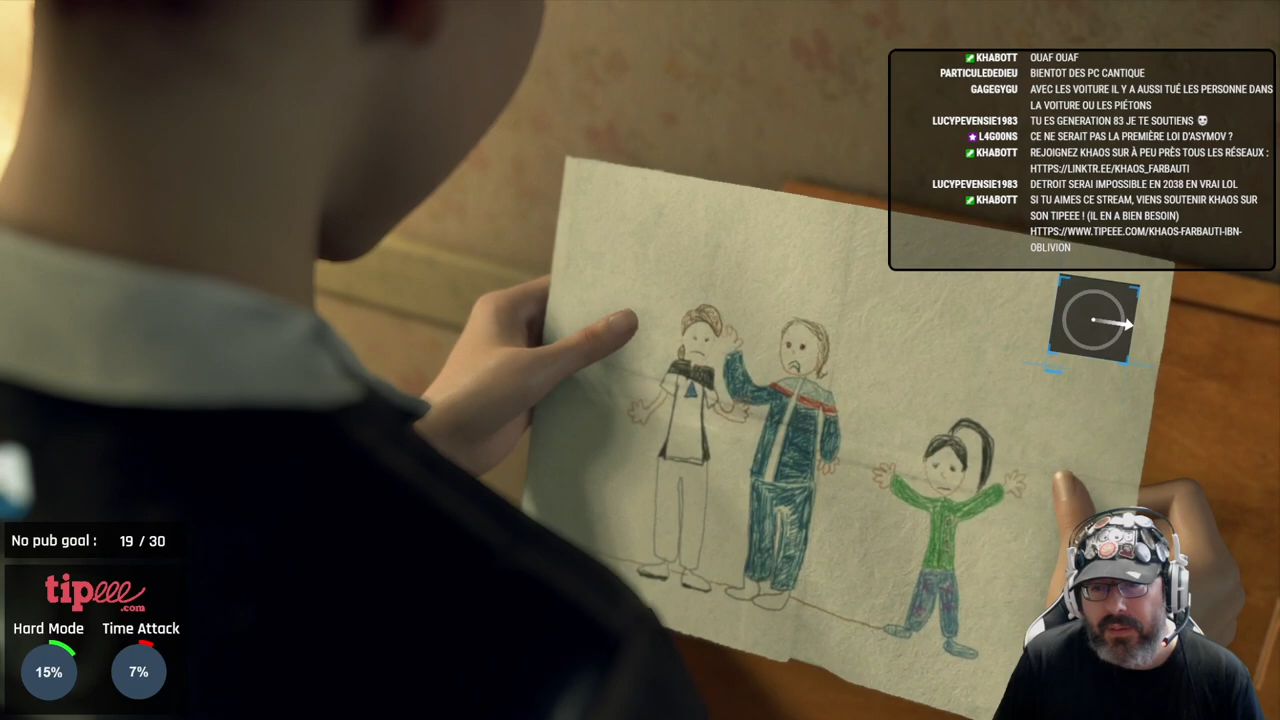 KHABOTT OUAF OUAF
PARTICULEDEDIEU BIENTOT DES PC CANTIQUE
GAGEGYGU AVEC LES VOITURE IL Y A AUSSI TUÉ LES PERSONNE DANS
LA VOITURE OU LES PIÉTONS
LUCYPEVENSIE1983 TU ES GENERATION 83 JE TE SOUTIENS
L4G00NS CE NE SERAIT PAS LA PREMIÈRE LOI D'ASYMOV ?
KHABOTT REJOIGNEZ KHAOS SUR À PEU PRÈS TOUS LES RÉSEAUX :
HTTPS://LINKTR.EE/KHAOS_FARBAUTI
LUCYPEVENSIE1983 DETROIT SERAI IMPOSSIBLE EN 2038 EN VRAI LOL
KHABOTT SI TU AIMES CE STREAM, VIENS SOUTENIR KHAOS SUR
SON TIPEEE ! (IL EN A BIEN BESOIN)
HTTPS://WWW.TIPEEE.COM/KHAOS-FARBAUTI-IBN-
OBLIVION
No pub goal : 19 / 30
tipeee
.com
Hard Mode Time Attack
15% 7%